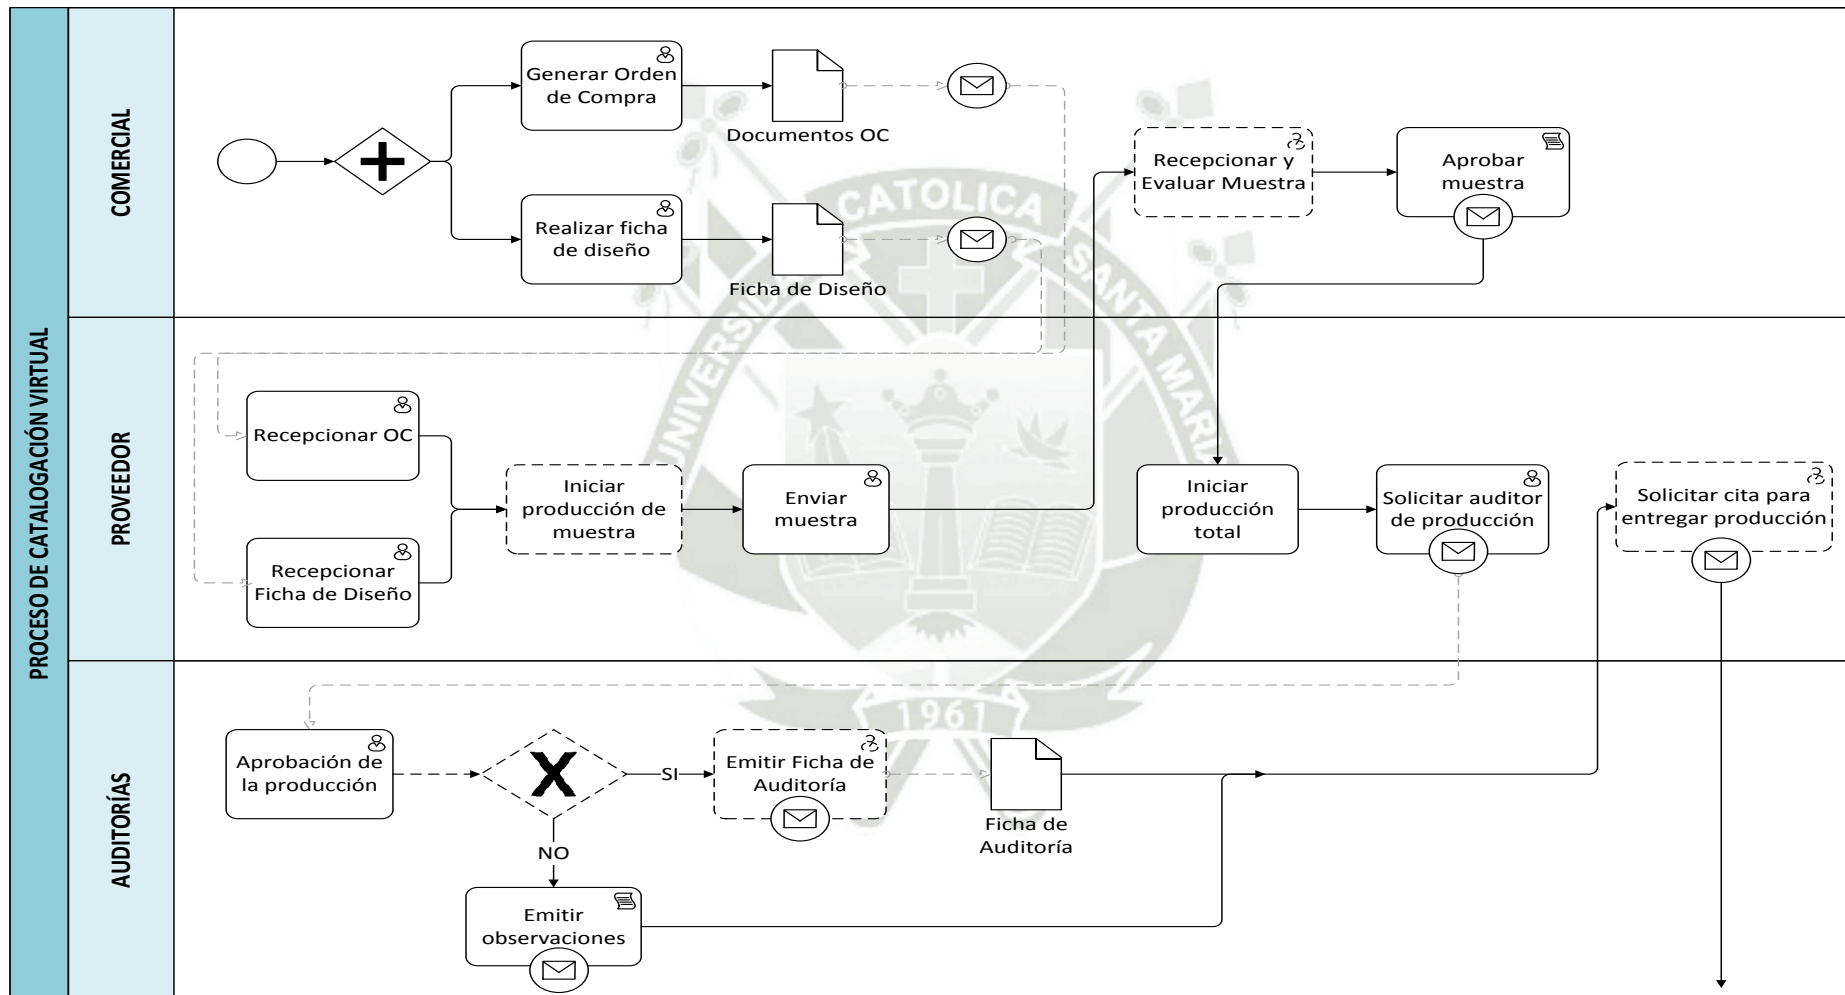 PROCESO DE CATALOGACIÓN VIRTUAL
COMERCIAL
Generar Orden
de Compra
Documentos OC
Realizar ficha
de diseño
Ficha de Diseño
Recepcionar y
Evaluar Muestra
Aprobar
muestra
PROVEEDOR
Recepcionar OC
Recepcionar
Ficha de Diseño
Iniciar
producción de
muestra
Enviar
muestra
Iniciar
producción
total
Solicitar auditor
de producción
Solicitar cita para
entregar producción
AUDITORÍAS
Aprobación de
la producción
SI
NO
Emitir Ficha de
Auditoría
Ficha de
Auditoría
Emitir
observaciones
CATOLICA
SANTA MARIA
1961